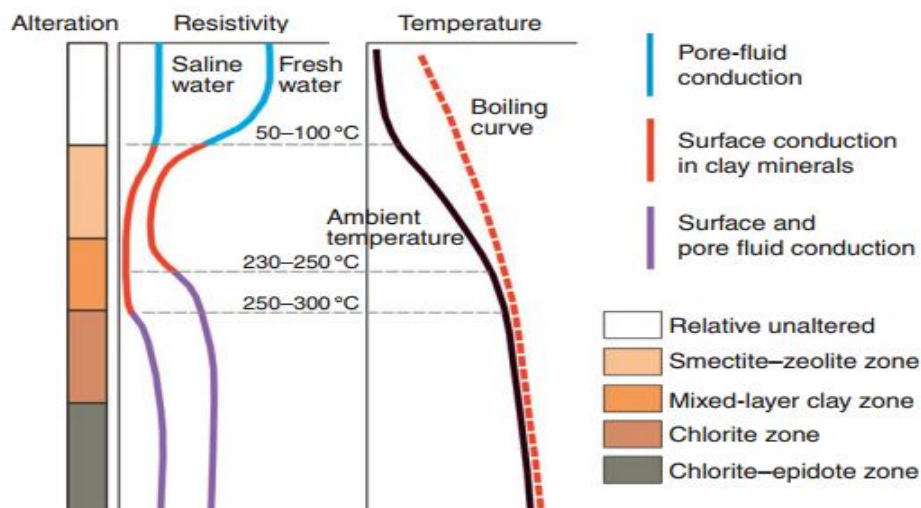 Alteration
Resistivity
Temperature
Saline
water
Fresh
water
50–100 °C
230–250 °C
250–300 °C
Boiling
curve
Ambient
temperature
Pore-fluid
conduction
Surface conduction
in clay minerals
Surface and
pore fluid conduction
Relative unaltered
Smectite–zeolite zone
Mixed-layer clay zone
Chlorite zone
Chlorite–epidote zone